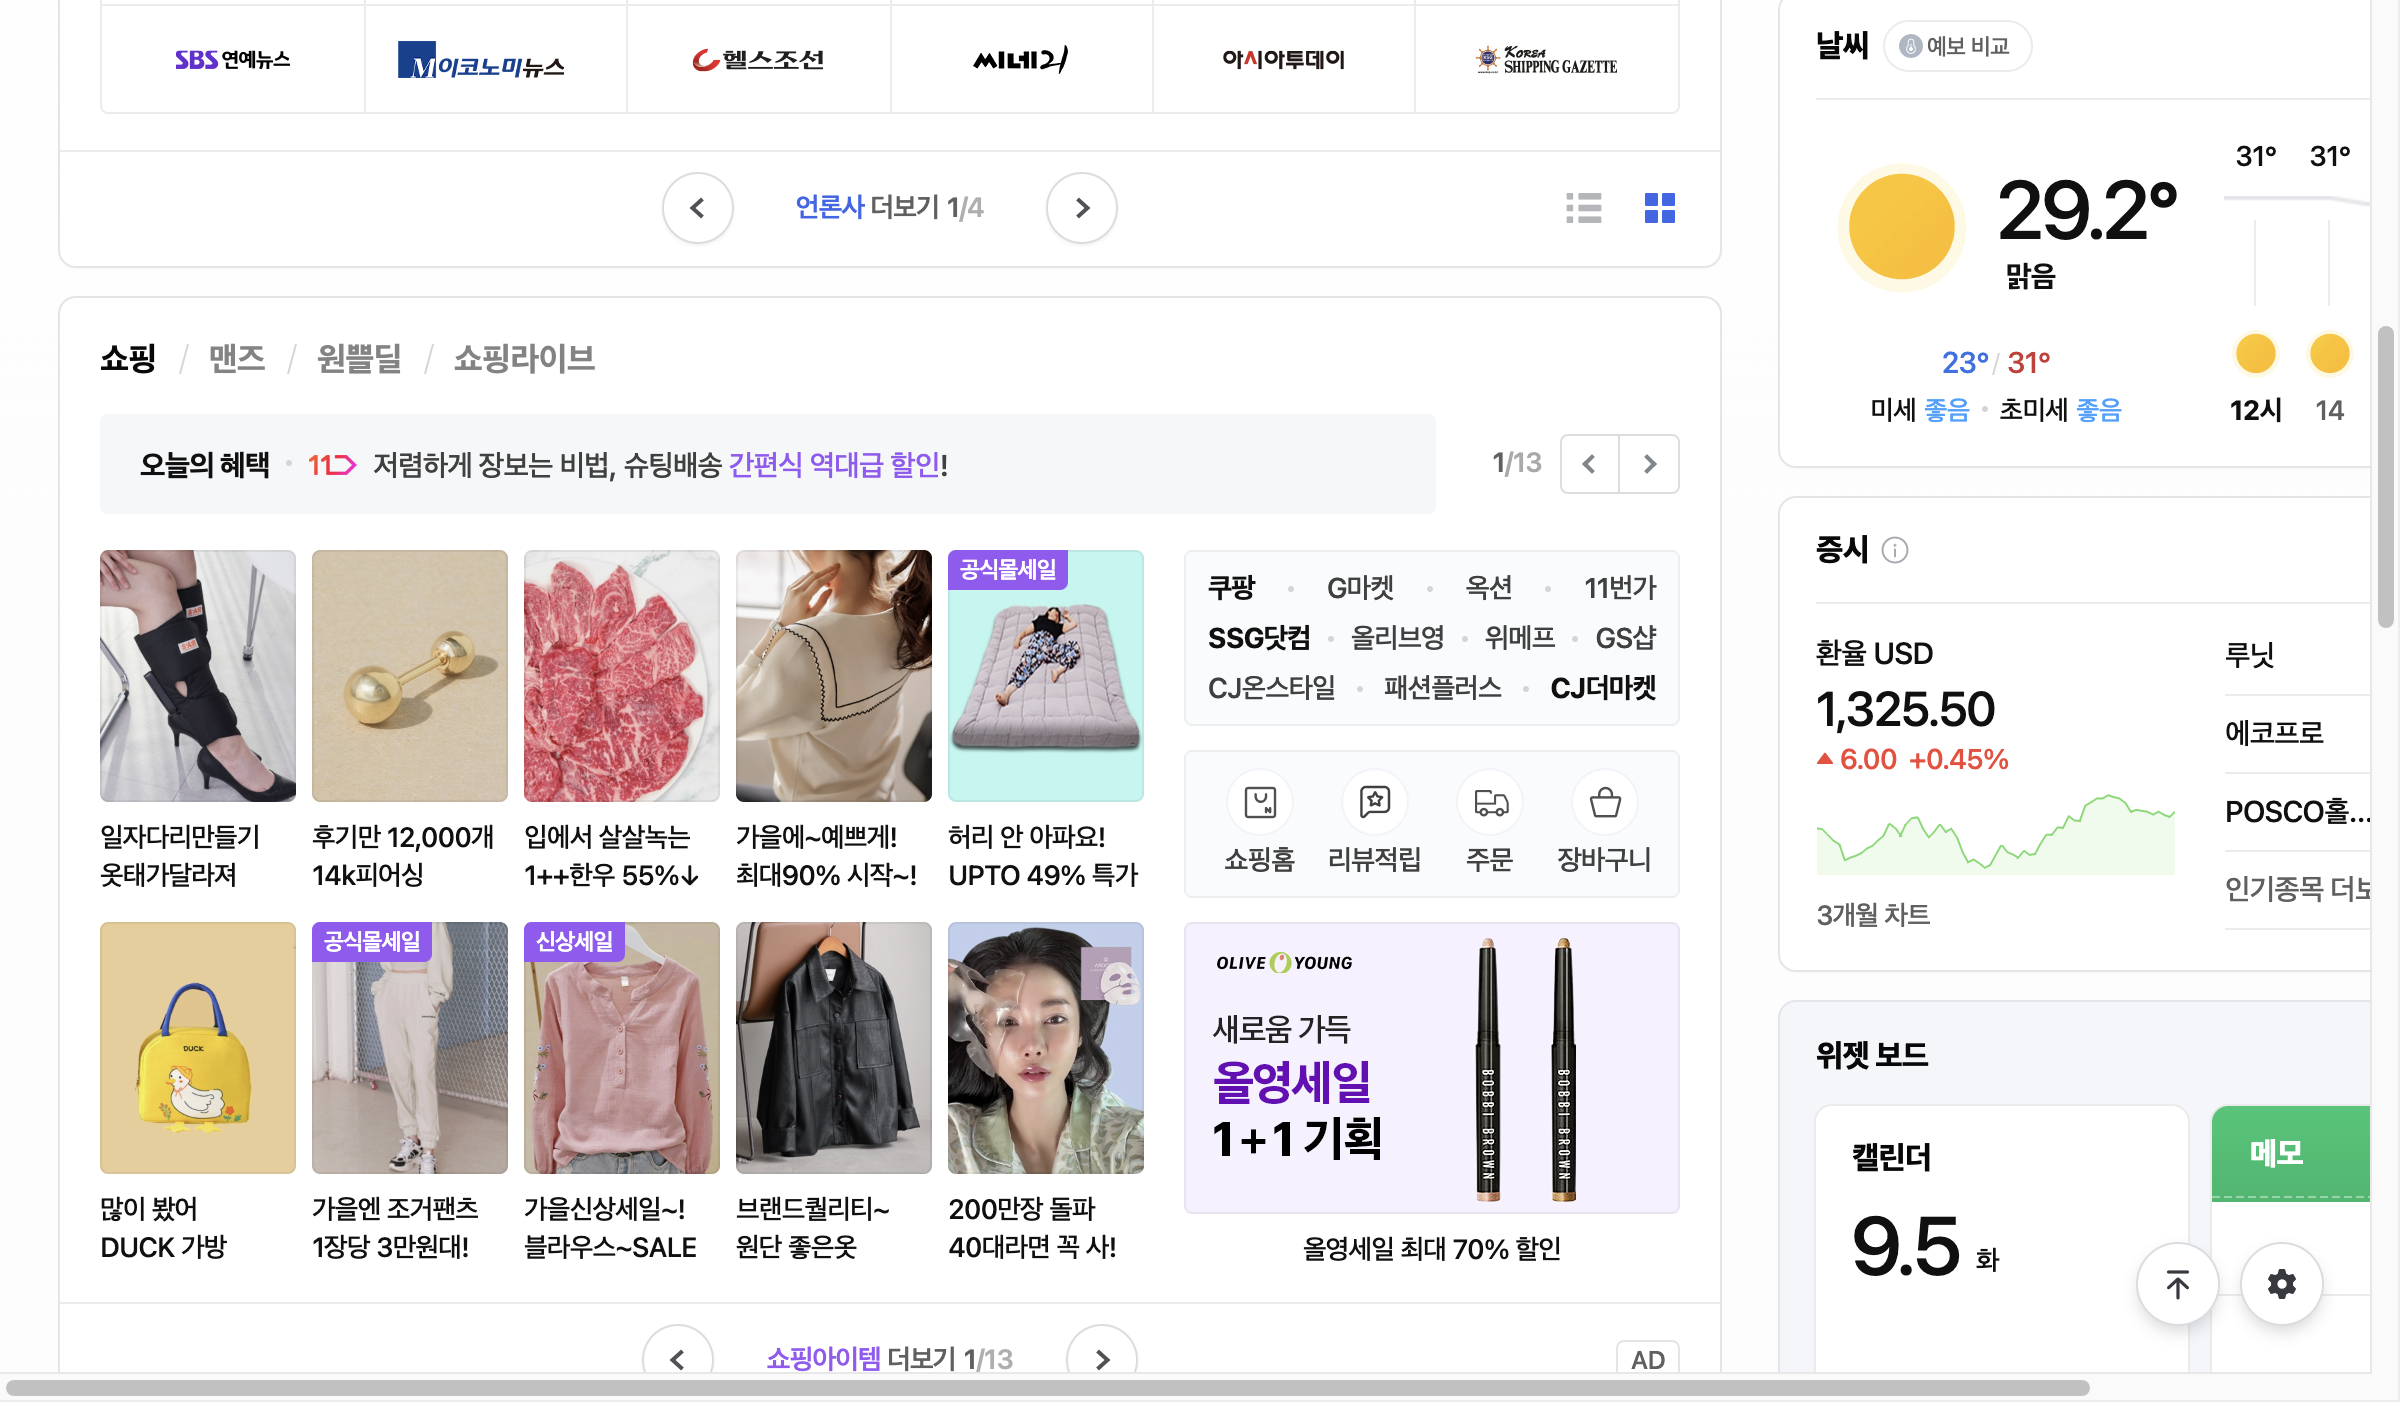 SBS 연예뉴스
M이코노미뉴스
헬스조선
씨네21
아시아투데이
KOREA SHIPPING GAZETTE
언론사 더보기 1/4
쇼핑 / 맨즈 / 원쁠딜 / 쇼핑라이브
오늘의 혜택 · 11 저렴하게 장보는 비법, 슈팅배송 간편식 역대급 할인!
1/13
일자다리만들기
옷태가달라져
후기만 12,000개
14k피어싱
입에서 살살녹는
1++한우 55%↓
가을에~예쁘게!
최대90% 시작~!
공식몰세일
허리 안 아파요!
UPTO 49% 특가
DUCK
많이 봤어
DUCK 가방
공식몰세일
가을엔 조거팬츠
1장당 3만원대!
신상세일
가을신상세일~!
블라우스~SALE
브랜드퀄리티~
원단 좋은옷
200만장 돌파
40대라면 꼭 사!
쿠팡 · G마켓 · 옥션 · 11번가
SSG닷컴 · 올리브영 · 위메프 · GS샵
CJ온스타일 · 패션플러스 · CJ더마켓
쇼핑홈
리뷰적립
주문
장바구니
OLIVE YOUNG
새로움 가득
올영세일
1+1 기획
BOBBI BROWN
BOBBI BROWN
올영세일 최대 70% 할인
쇼핑아이템 더보기 1/13
AD
날씨
예보 비교
29.2°
맑음
23° / 31°
미세 좋음 · 초미세 좋음
31° 31°
12시 14
증시
환율 USD
1,325.50
▲ 6.00 +0.45%
3개월 차트
루닛
에코프로
POSCO홀...
인기종목 더보
위젯 보드
캘린더
9.5 화
메모